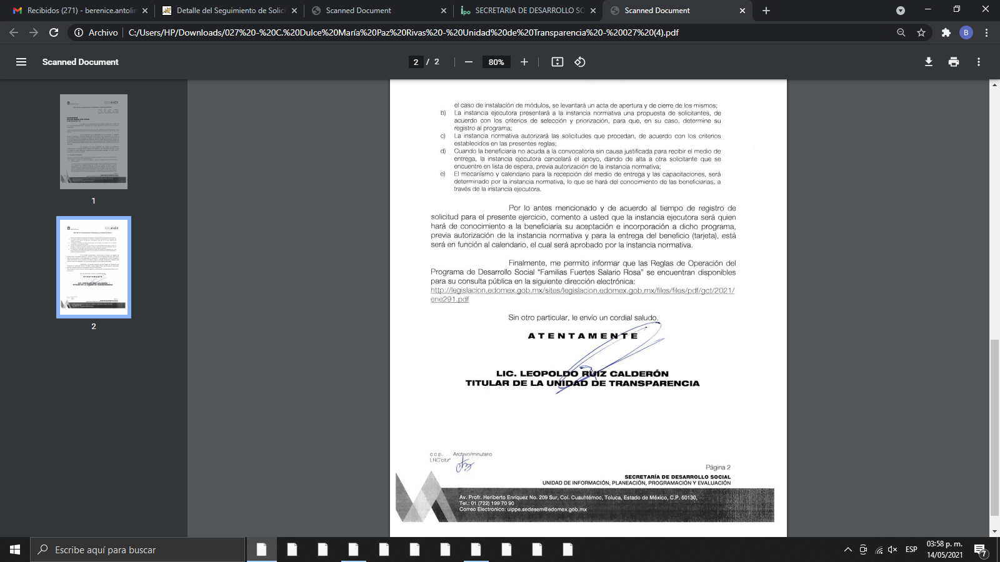 Recibidos (271) - berenice.antolin
Detalle del Seguimiento de Solici
Scanned Document
SECRETARIA DE DESARROLLO SO
Scanned Document
Archivo
C:/Users/HP/Downloads/027%20-%20C.%20Dulce%20María%20Paz%20Rivas%20-%20Unidad%20de%20Transparencia%20-%20027%20(4).pdf
B
Scanned Document
2 / 2
80%
1
2
el caso de instalación de módulos, se levantará un acta de apertura y de cierre de los mismos;
b) La instancia ejecutora presentará a la instancia normativa una propuesta de solicitantes, de
acuerdo con los criterios de selección y priorización, para que, en su caso, determine su
registro al programa;
c) La instancia normativa autorizará las solicitudes que procedan, de acuerdo con los criterios
establecidos en las presentes reglas;
d) Cuando la beneficiaria no acuda a la convocatoria sin causa justificada para recibir el medio de
entrega, la instancia ejecutora cancelará el apoyo, dando de alta a otra solicitante que se
encuentre en lista de espera, previa autorización de la instancia normativa;
e) El mecanismo y calendario para la recepción del medio de entrega y las capacitaciones, será
determinado por la instancia normativa, lo que se hará del conocimiento de las beneficiarias, a
través de la instancia ejecutora.
Por lo antes mencionado y de acuerdo al tiempo de registro de
solicitud para el presente ejercicio, comento a usted que la instancia ejecutora será quien
hará de conocimiento a la beneficiaria su aceptación e incorporación a dicho programa,
previa autorización de la instancia normativa y para la entrega del beneficio (tarjeta), está
será en función al calendario, el cual será aprobado por la instancia normativa.
Finalmente, me permito informar que las Reglas de Operación del
Programa de Desarrollo Social "Familias Fuertes Salario Rosa" se encuentran disponibles
para su consulta pública en la siguiente dirección electrónica:
http://legislacion.edomex.gob.mx/sites/legislacion.edomex.gob.mx/files/files/pdf/gct/2021/
ene291.pdf
Sin otro particular, le envío un cordial saludo.
A T E N T A M E N T E
LIC. LEOPOLDO RUIZ CALDERÓN
TITULAR DE LA UNIDAD DE TRANSPARENCIA
c.c.p. Archivo/minutario
LRC'cltz*
Página 2
SECRETARÍA DE DESARROLLO SOCIAL
UNIDAD DE INFORMACIÓN, PLANEACIÓN, PROGRAMACIÓN Y EVALUACIÓN
Av. Profr. Heriberto Enríquez No. 209 Sur, Col. Cuauhtémoc, Toluca, Estado de México, C.P. 50130,
Tel.: 01 (722) 199 70 90
Correo Electronico: uippe.sedesem@edomex.gob.mx
Escribe aquí para buscar
ESP
03:58 p. m.
14/05/2021
7